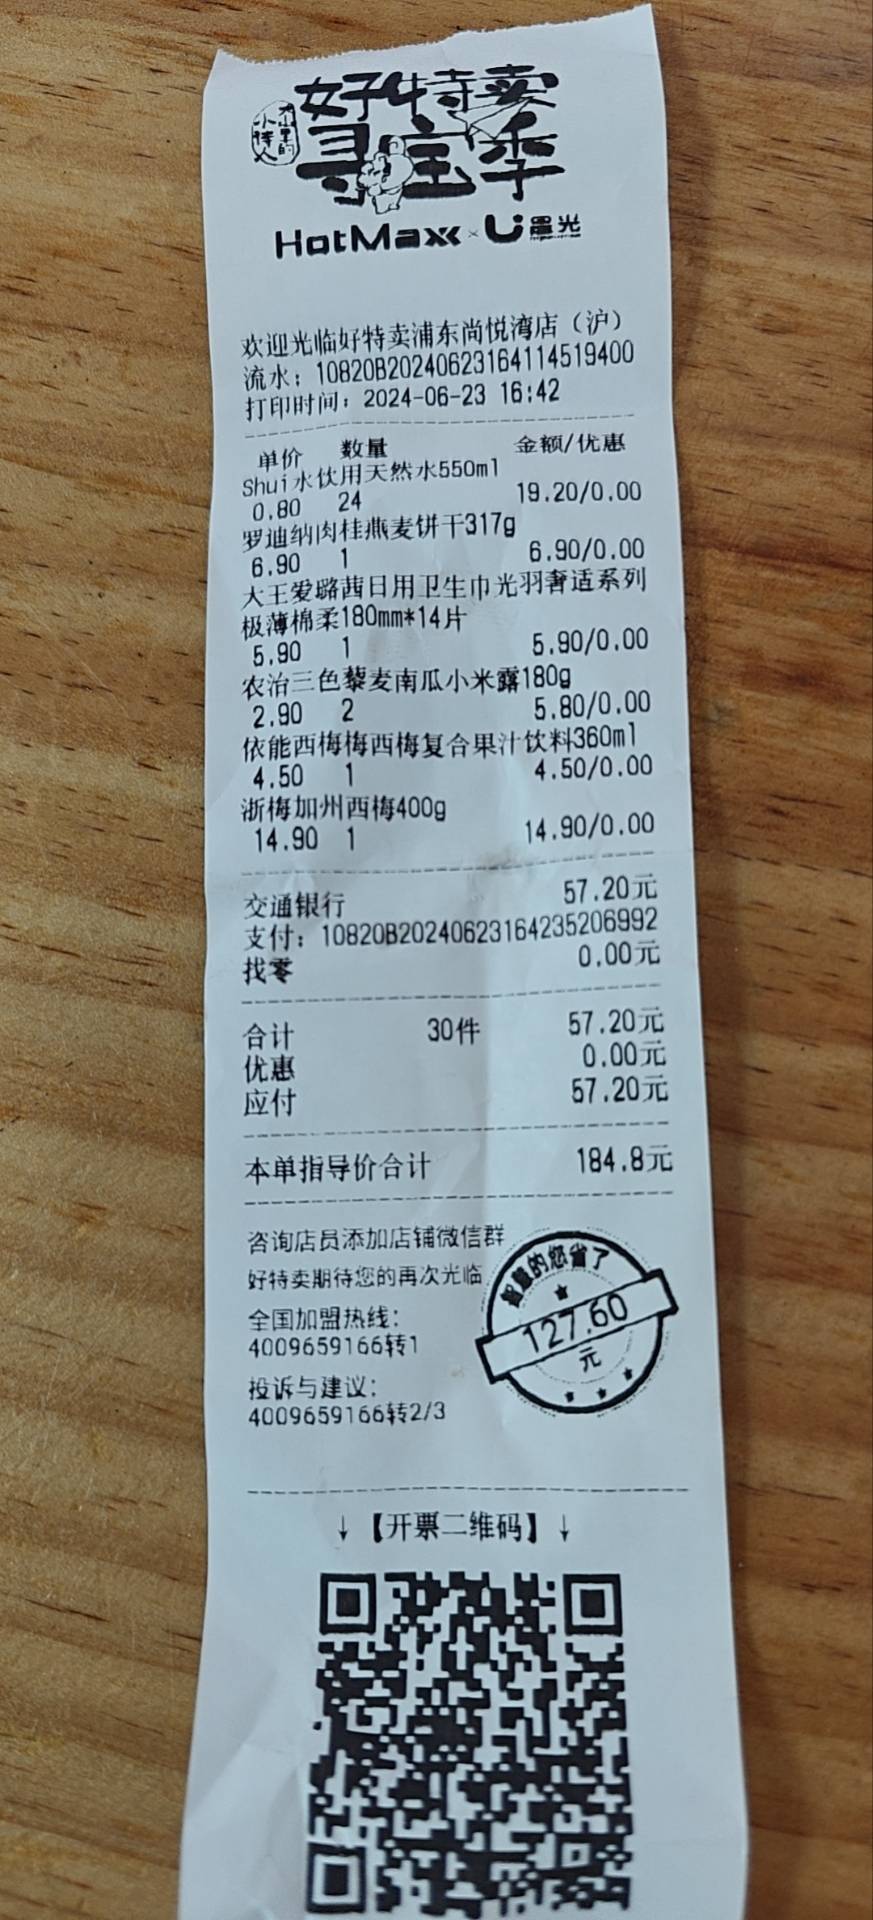 好特卖
大山里的
小特人
寻宝季
HotMaxx × 晨光
欢迎光临好特卖浦东尚悦湾店（沪）
流水：10820B20240623164114519400
打印时间：2024-06-23 16:42
单价 数量 金额/优惠
Shui水饮用天然水550ml
0.80 24 19.20/0.00
罗迪纳肉桂燕麦饼干317g
6.90 1 6.90/0.00
大王爱璐茜日用卫生巾光羽奢适系列
极薄棉柔180mm*14片
5.90 1 5.90/0.00
农治三色藜麦南瓜小米露180g
2.90 2 5.80/0.00
依能西梅梅西梅复合果汁饮料360ml
4.50 1 4.50/0.00
浙梅加州西梅400g
14.90 1 14.90/0.00
交通银行 57.20元
支付：10820B20240623164235206992
找零 0.00元
合计 30件 57.20元
优惠 0.00元
应付 57.20元
本单指导价合计 184.8元
咨询店员添加店铺微信群
好特卖期待您的再次光临
全国加盟热线：
4009659166转1
投诉与建议：
4009659166转2/3
智慧的您省了
127.60
元
↓【开票二维码】↓